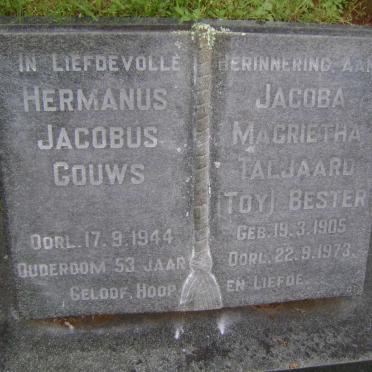 IN LIEFDEVOLLE HERINNERING AAN
HERMANUS
JACOBUS
GOUWS
OORL. 17.9.1944
OUDERDOM 53 JAAR
JACOBA
MAGRIETHA
TALJAARD
(TOY) BESTER
GEB. 19.3.1905
OORL. 22.9.1973.
GELOOF, HOOP EN LIEFDE.